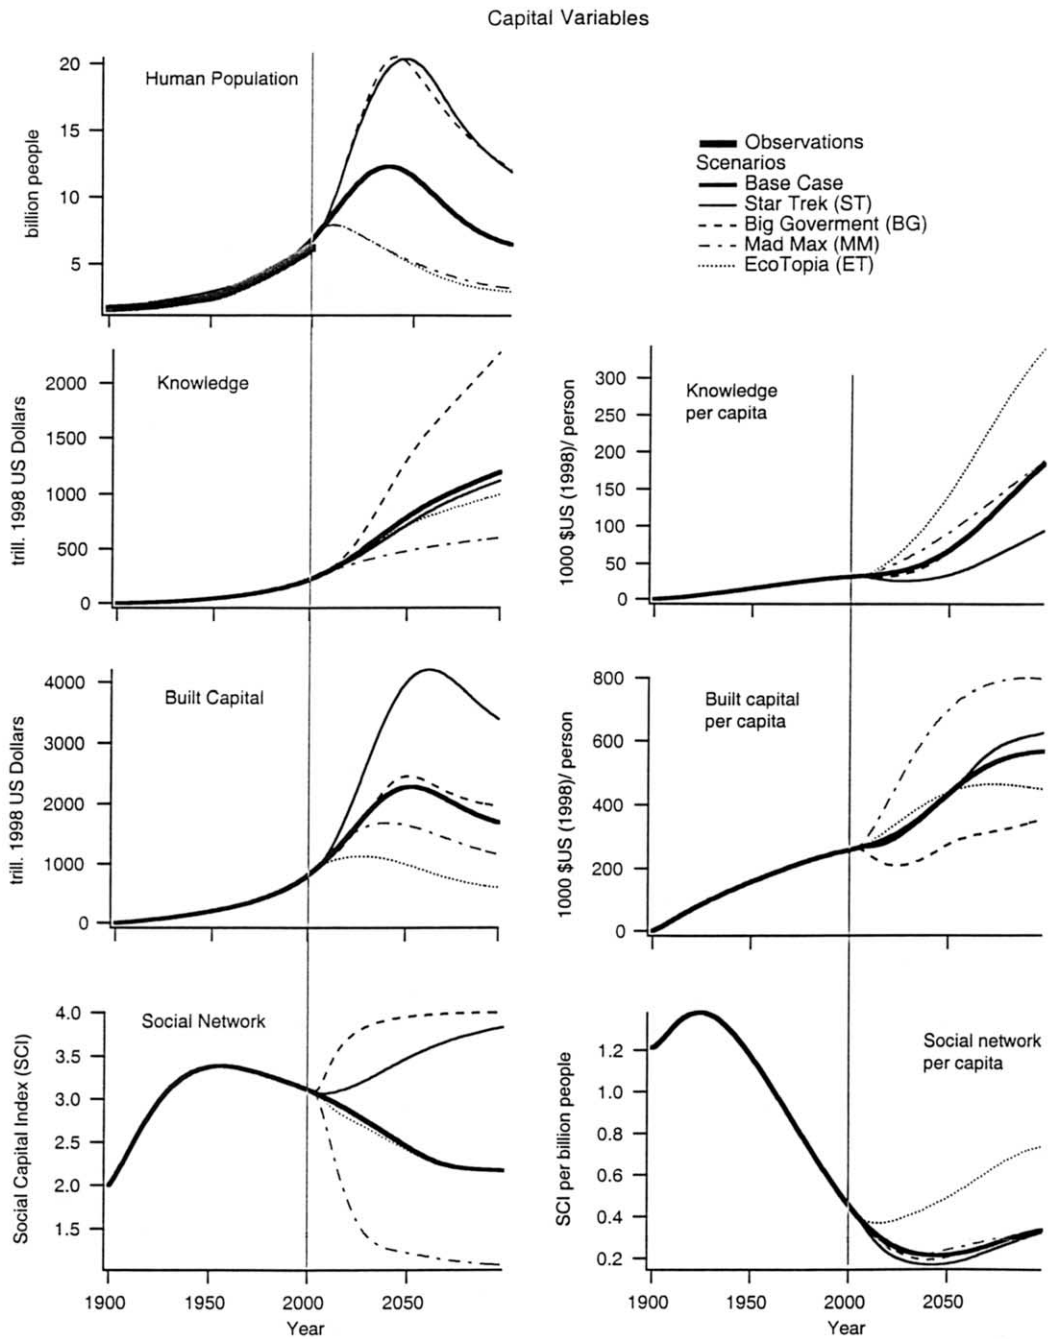 Capital Variables
Human Population
billion people
20
15
10
5
Observations
Scenarios
Base Case
Star Trek (ST)
Big Goverment (BG)
Mad Max (MM)
EcoTopia (ET)
Knowledge
trill. 1998 US Dollars
2000
1500
1000
500
0
Knowledge
per capita
1000 $US (1998)/ person
300
250
200
150
100
50
0
Built Capital
trill. 1998 US Dollars
4000
3000
2000
1000
0
Built capital
per capita
1000 $US (1998)/ person
800
600
400
200
0
Social Network
Social Capital Index (SCI)
4.0
3.5
3.0
2.5
2.0
1.5
1900 1950 2000 2050
Year
Social network
per capita
SCI per billion people
1.2
1.0
0.8
0.6
0.4
0.2
1900 1950 2000 2050
Year